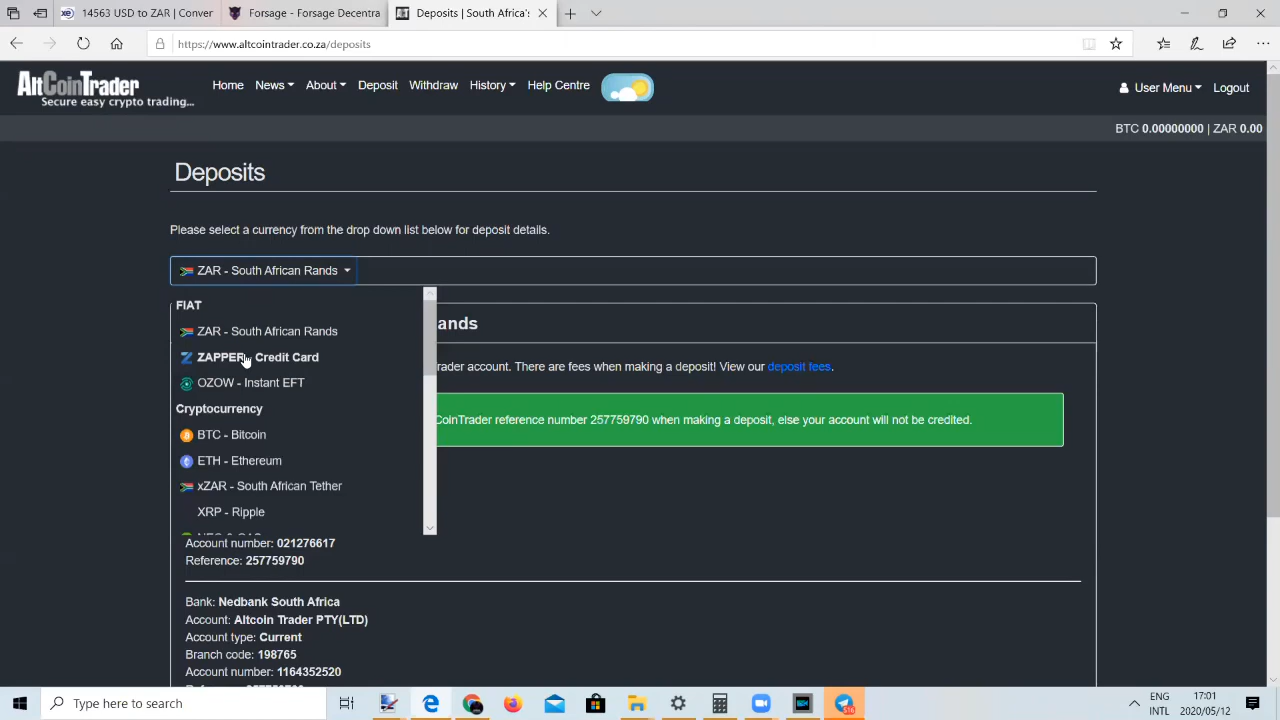 14563 USD to ZAR | Conver
Forsage - Forsage Decentra
Deposits | South Africa's
https://www.altcointrader.co.za/deposits
AltCoinTrader
Secure easy crypto trading...
Home News About Deposit Withdraw History Help Centre
User Menu Logout
BTC 0.00000000 | ZAR 0.00
Deposits
Please select a currency from the drop down list below for deposit details.
ZAR - South African Rands
FIAT
ZAR - South African Rands
ands
ZAPPER - Credit Card
rader account. There are fees when making a deposit! View our deposit fees.
OZOW - Instant EFT
Cryptocurrency
CoinTrader reference number 257759790 when making a deposit, else your account will not be credited.
BTC - Bitcoin
ETH - Ethereum
xZAR - South African Tether
XRP - Ripple
Account number: 021276617
Reference: 257759790
Bank: Nedbank South Africa
Account: Altcoin Trader PTY(LTD)
Account type: Current
Branch code: 198765
Account number: 1164352520
Type here to search
ENG
INTL
17:01
2020/05/12